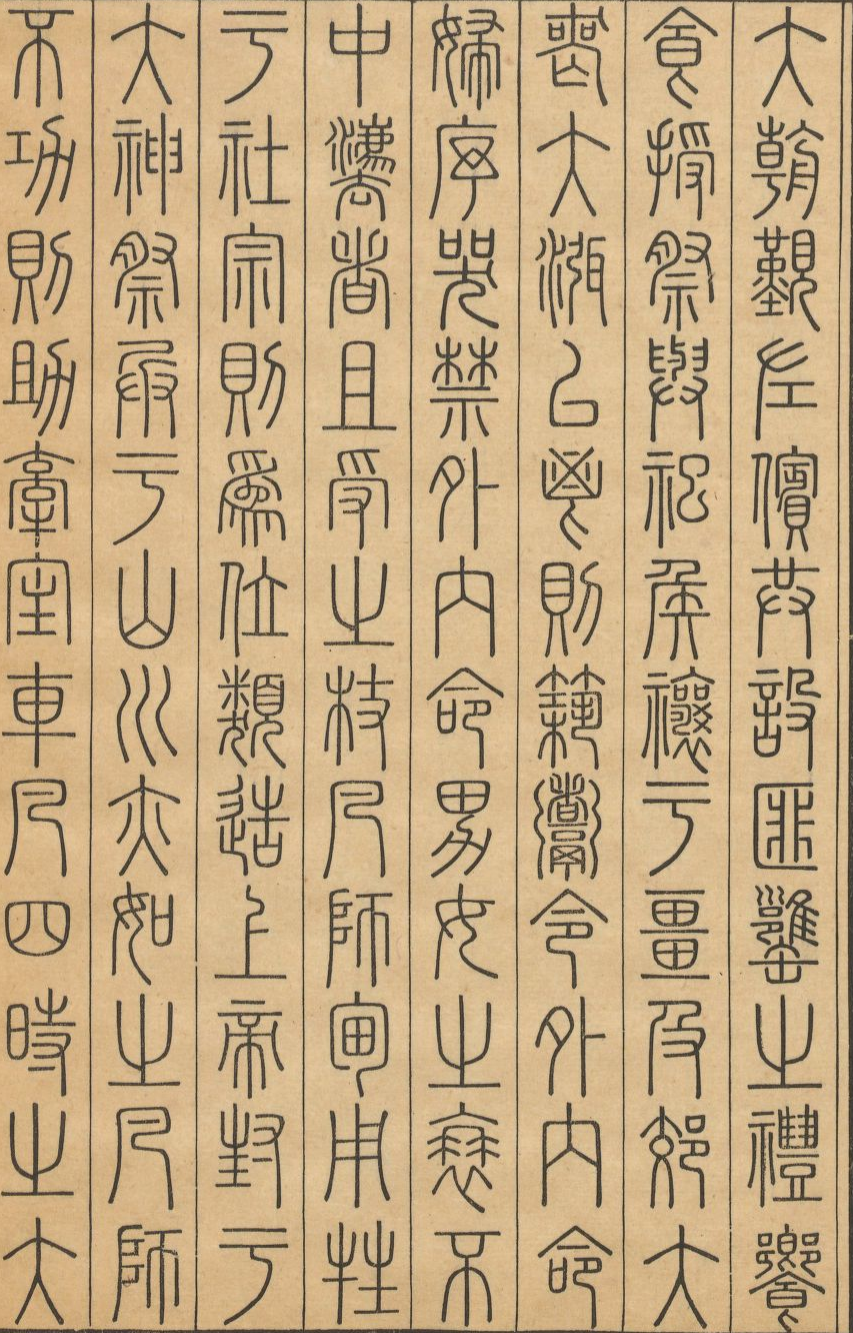 大朝覲左儐共設匪罋之禮饗
食授祭與祝侯禳于畺及郊大
喪大渳以鬯則築鬻令外內命
婦序哭禁外內命男女之衰不
中灋者且受之杖凡師甸用牲
于社宗則爲位類造上帝封于
大神祭兵于山川亦如之凡師
不功則助牽宔車凡四時之大